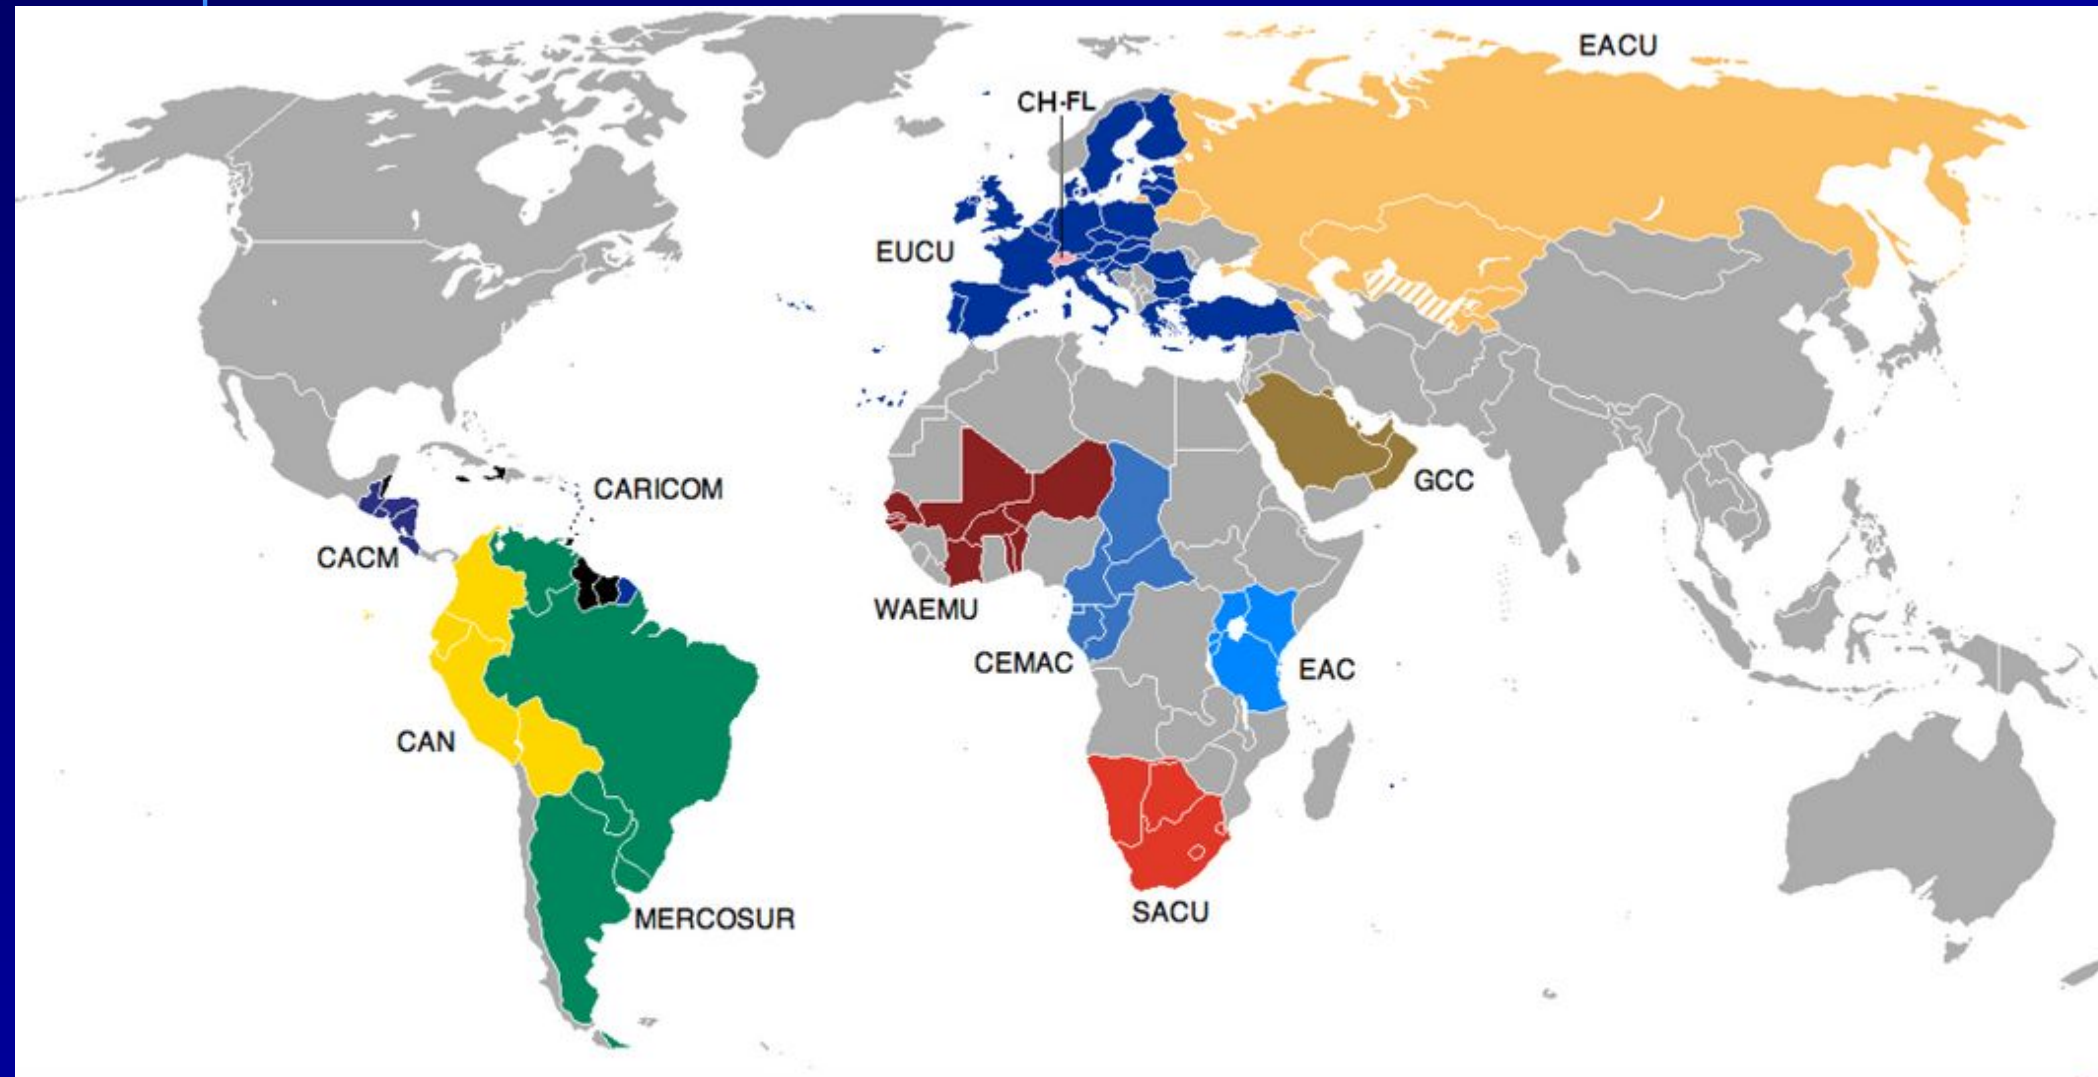 EACU
CH-FL
EUCU
CARICOM
GCC
CACM
WAEMU
CEMAC
EAC
CAN
SACU
MERCOSUR